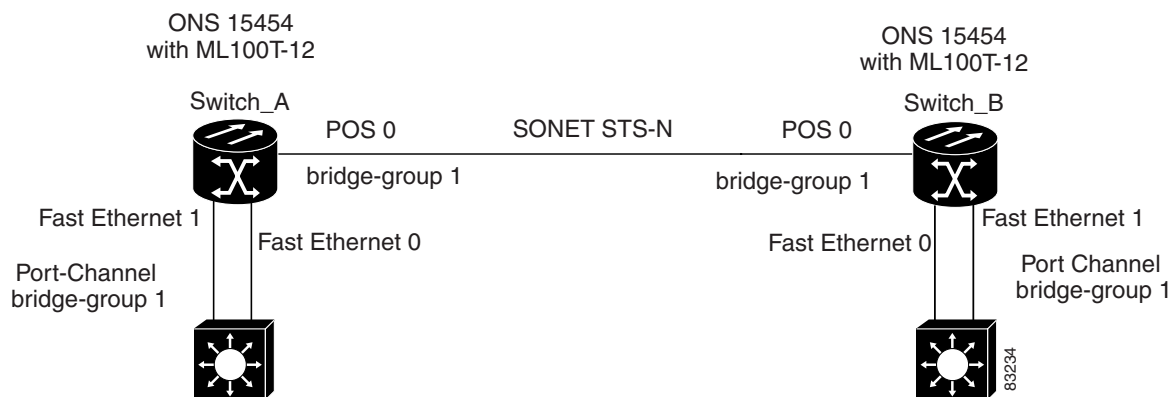 ONS 15454
with ML100T-12
ONS 15454
with ML100T-12
Switch_A
Switch_B
POS 0
SONET STS-N
POS 0
bridge-group 1
bridge-group 1
Fast Ethernet 1
Fast Ethernet 0
Fast Ethernet 0
Fast Ethernet 1
Port-Channel
bridge-group 1
Port Channel
bridge-group 1
83234